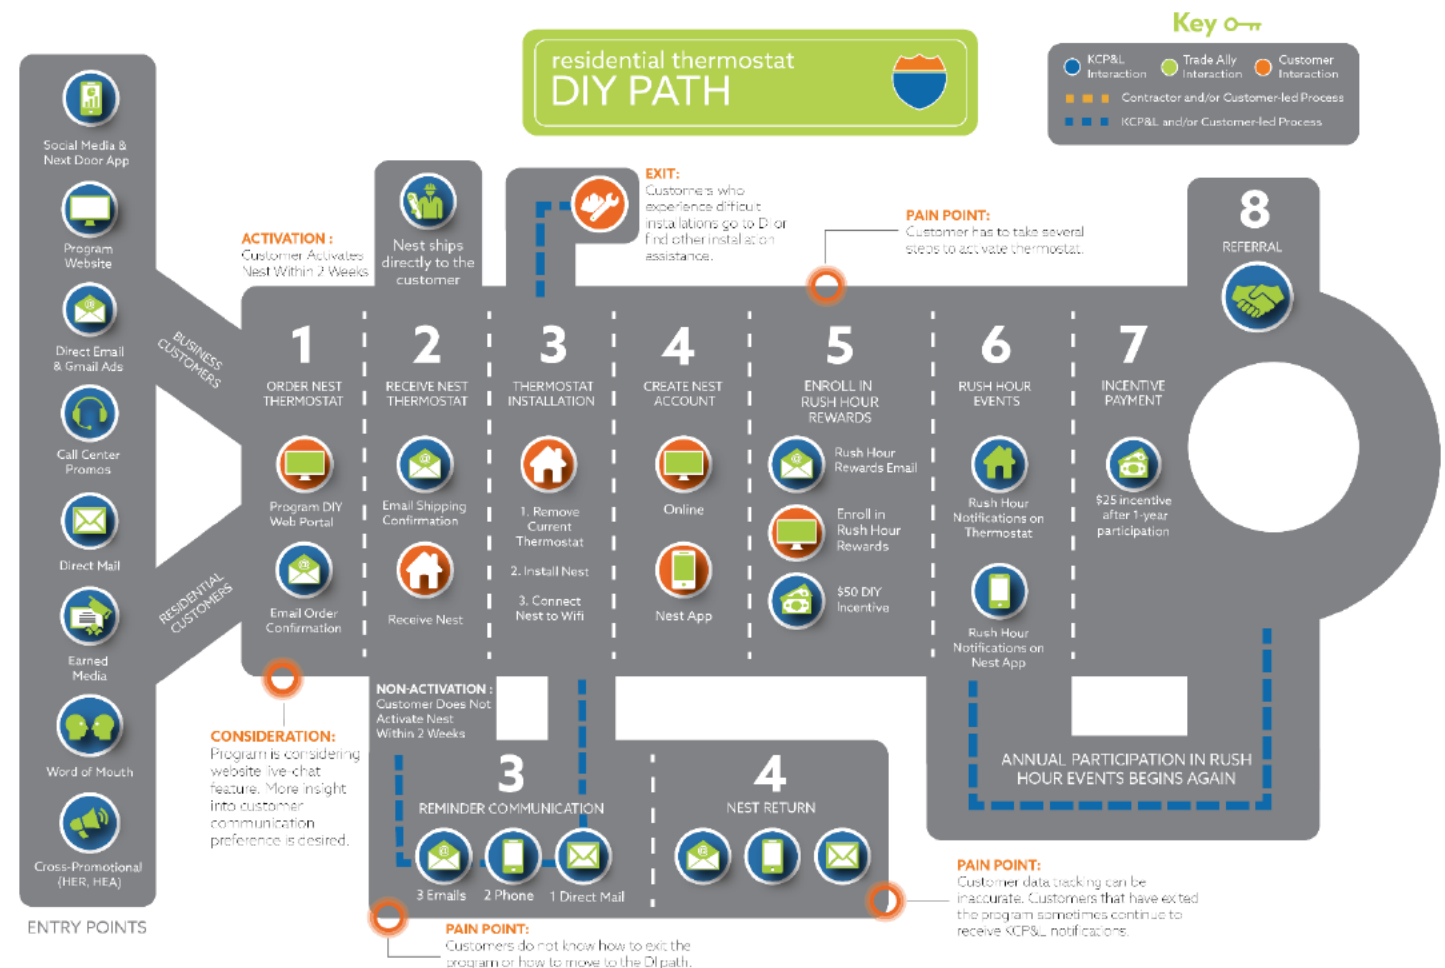 Key
KCP&L
Interaction
Trade Ally
Interaction
Customer
Interaction
Contractor and/or Customer-led Process
KCP&L and/or Customer-led Process
residential thermostat
DIY PATH
Social Media &
Next Door App
Program
Website
Direct Email
& Gmail Ads
Call Center
Promos
Direct Mail
Earned
Media
Word of Mouth
Cross-Promotional
(HER, HEA)
ENTRY POINTS
BUSINESS
CUSTOMERS
RESIDENTIAL
CUSTOMERS
ACTIVATION :
Customer Activates
Nest Within 2 Weeks
Nest ships
directly to the
customer
EXIT:
Customers who
experience difficult
installations go to DI or
find other installation
assistance.
PAIN POINT:
Customer has to take several
steps to activate thermostat.
1
ORDER NEST
THERMOSTAT
Program DIY
Web Portal
Email Order
Confirmation
2
RECEIVE NEST
THERMOSTAT
Email Shipping
Confirmation
Receive Nest
3
THERMOSTAT
INSTALLATION
1. Remove
Current
Thermostat
2. Install Nest
3. Connect
Nest to Wifi
4
CREATE NEST
ACCOUNT
Online
Nest App
5
ENROLL IN
RUSH HOUR
REWARDS
Rush Hour
Rewards Email
Enroll in
Rush Hour
Rewards
$50 DIY
Incentive
6
RUSH HOUR
EVENTS
Rush Hour
Notifications on
Thermostat
Rush Hour
Notifications on
Nest App
7
INCENTIVE
PAYMENT
$25 incentive
after 1-year
participation
8
REFERRAL
CONSIDERATION:
Program is considering
website live-chat
feature. More insight
into customer
communication
preference is desired.
NON-ACTIVATION :
Customer Does Not
Activate Nest
Within 2 Weeks
3
REMINDER COMMUNICATION
3 Emails
2 Phone
1 Direct Mail
4
NEST RETURN
ANNUAL PARTICIPATION IN RUSH
HOUR EVENTS BEGINS AGAIN
PAIN POINT:
Customers do not know how to exit the
program or how to move to the DI path.
PAIN POINT:
Customer data tracking can be
inaccurate. Customers that have exited
the program sometimes continue to
receive KCP&L notifications.